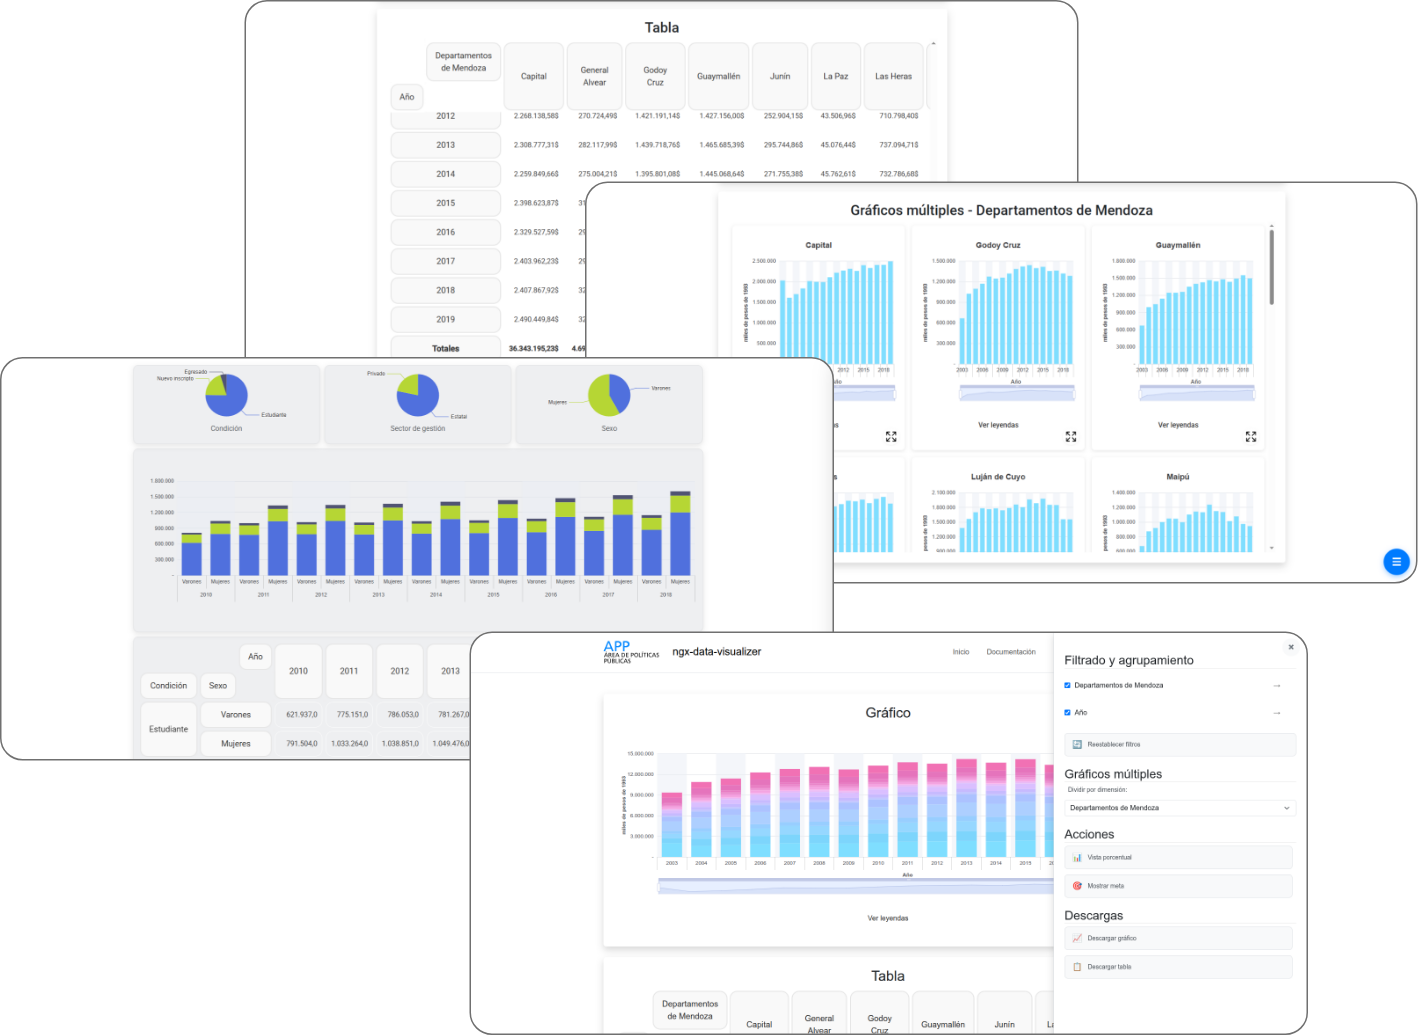 Tabla
Departamentos
de Mendoza
Capital
General
Alvear
Godoy
Cruz
Guaymallén
Junín
La Paz
Las Heras
Año
2012 2.268.138,58$ 270.724,49$ 1.421.191,14$ 1.427.156,00$ 252.904,15$ 43.506,96$ 710.798,40$
2013 2.308.777,31$ 282.117,99$ 1.439.718,76$ 1.465.685,39$ 295.744,86$ 45.076,44$ 737.094,71$
2014 2.259.849,66$ 275.004,21$ 1.395.801,08$ 1.445.068,64$ 271.755,38$ 45.762,61$ 732.786,68$
2015 2.398.623,87$ 31
2016 2.329.527,59$ 29
2017 2.403.962,23$ 29
2018 2.407.867,92$ 32
2019 2.490.449,84$ 32
Totales 36.343.195,23$ 4.69
Gráficos múltiples - Departamentos de Mendoza
Capital
miles de pesos de 1993
2.500.000
2.000.000
1.500.000
1.000.000
500.000
2012 2015 2018
ño
s
Godoy Cruz
miles de pesos de 1993
1.500.000
1.200.000
900.000
600.000
300.000
-
2003 2006 2009 2012 2015 2018
Año
Ver leyendas
Guaymallén
miles de pesos de 1993
1.800.000
1.500.000
1.200.000
900.000
600.000
300.000
-
2003 2006 2009 2012 2015 2018
Año
Ver leyendas
s
Luján de Cuyo
pesos de 1993
2.100.000
1.800.000
1.500.000
1.200.000
900.000
Maipú
pesos de 1993
1.400.000
1.200.000
1.000.000
800.000
600.000
Egresado
Nuevo inscripto
Estudiante
Condición
Privado
Estatal
Sector de gestión
Varones
Mujeres
Sexo
1.800.000
1.500.000
1.200.000
900.000
600.000
300.000
-
Varones Mujeres Varones Mujeres Varones Mujeres Varones Mujeres Varones Mujeres Varones Mujeres Varones Mujeres Varones Mujeres Varones Mujeres
2010 2011 2012 2013 2014 2015 2016 2017 2018
Año
2010 2011 2012 2013
Condición Sexo
Estudiante
Varones 621.937,0 775.151,0 786.053,0 781.267,0
Mujeres 791.504,0 1.033.264,0 1.038.851,0 1.049.476,0
APP
ÁREA DE POLÍTICAS
PÚBLICAS
ngx-data-visualizer
Inicio Documentación
Gráfico
miles de pesos de 1993
15.000.000
12.000.000
9.000.000
6.000.000
3.000.000
-
2003 2004 2005 2006 2007 2008 2009 2010 2011 2012 2013 2014 2015 2
Año
Ver leyendas
Tabla
Departamentos
de Mendoza
Capital
General
Alvear
Godoy
Cruz
Guaymallén
Junín
La
Filtrado y agrupamiento
Departamentos de Mendoza
Año
Reestablecer filtros
Gráficos múltiples
Dividir por dimensión:
Departamentos de Mendoza
Acciones
Vista porcentual
Mostrar meta
Descargas
Descargar gráfico
Descargar tabla